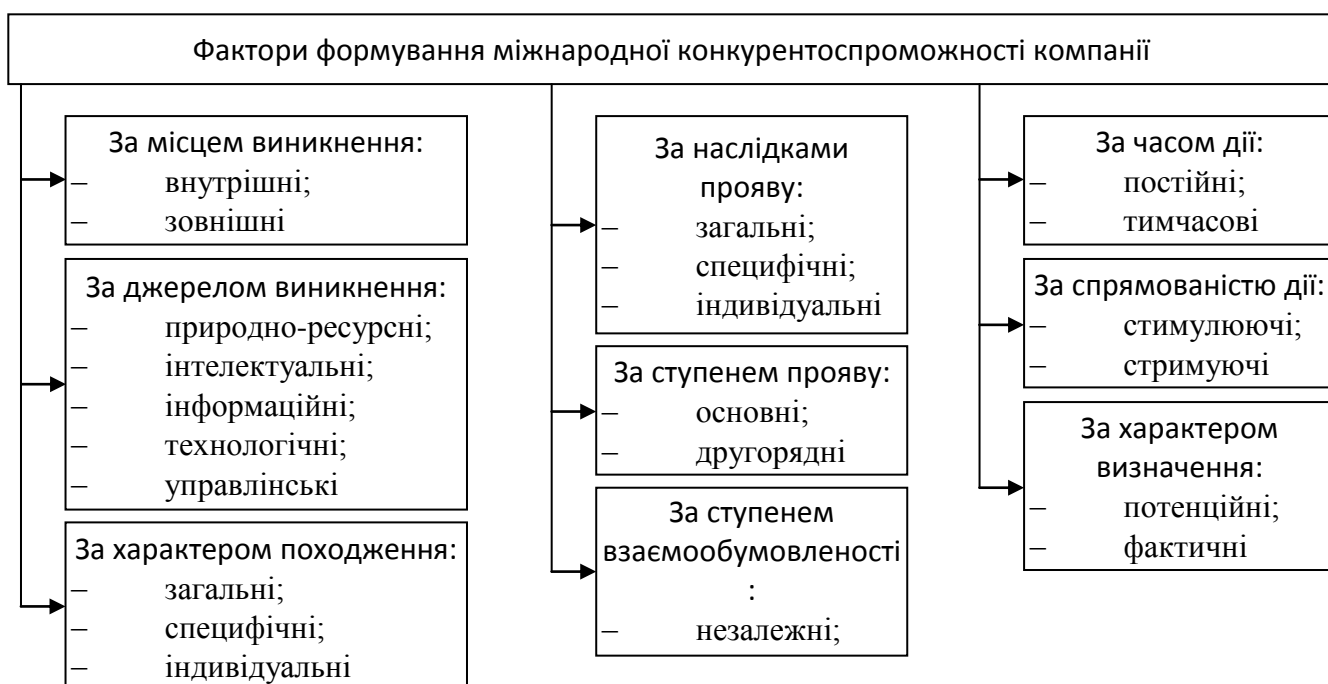 Фактори формування міжнародної конкурентоспроможності компанії
За місцем виникнення:
– внутрішні;
– зовнішні
За джерелом виникнення:
– природно-ресурсні;
– інтелектуальні;
– інформаційні;
– технологічні;
– управлінські
За характером походження:
– загальні;
– специфічні;
– індивідуальні
За наслідками
прояву:
– загальні;
– специфічні;
– індивідуальні
За ступенем прояву:
– основні;
– другорядні
За ступенем
взаємообумовленості
:
– незалежні;
За часом дії:
– постійні;
– тимчасові
За спрямованістю дії:
– стимулюючі;
– стримуючі
За характером
визначення:
– потенційні;
– фактичні